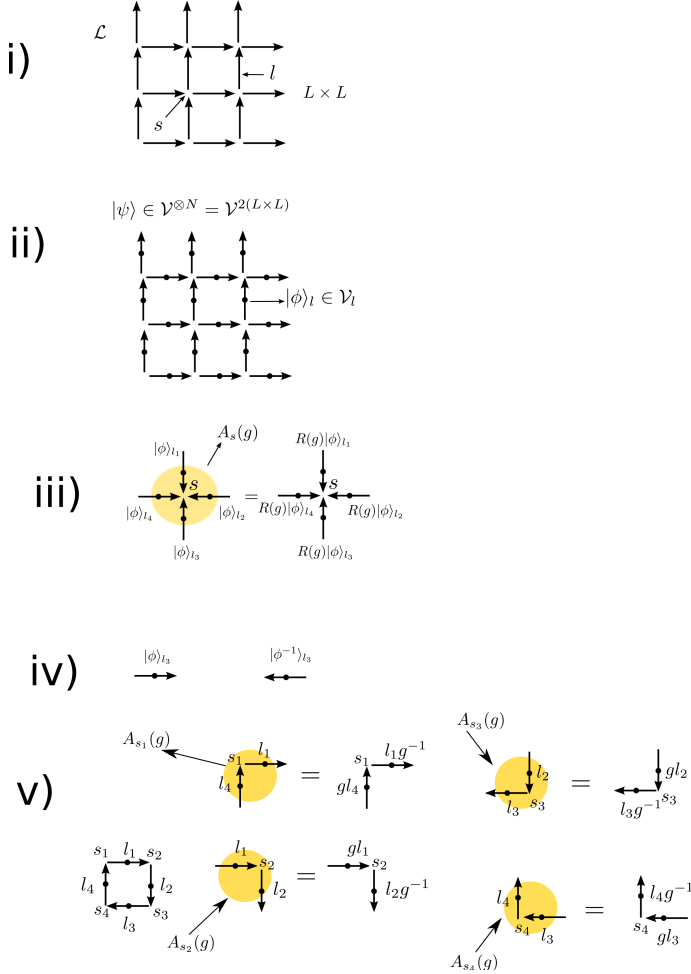 i)
𝓛
l
L × L
s
ii)
|ψ⟩ ∈ 𝒱^{⊗N} = 𝒱^{2(L×L)}
|ϕ⟩_l ∈ 𝒱_l
iii)
A_s(g)
|ϕ⟩_{l_1}
s
|ϕ⟩_{l_4}
|ϕ⟩_{l_2}
|ϕ⟩_{l_3}
=
R(g)|ϕ⟩_{l_1}
s
R(g)|ϕ⟩_{l_4}
R(g)|ϕ⟩_{l_2}
R(g)|ϕ⟩_{l_3}
iv)
|ϕ⟩_{l_3}
|ϕ^{-1}⟩_{l_3}
v)
A_{s_1}(g)
s_1
l_1
l_4
=
s_1
l_1g^{-1}
gl_4
A_{s_3}(g)
l_2
l_3
s_3
=
gl_2
l_3g^{-1}
s_3
s_1
l_1
s_2
l_4
l_2
s_4
s_3
l_3
l_1
s_2
l_2
A_{s_2}(g)
=
gl_1
s_2
l_2g^{-1}
l_4
s_4
l_3
A_{s_4}(g)
=
l_4g^{-1}
s_4
gl_3